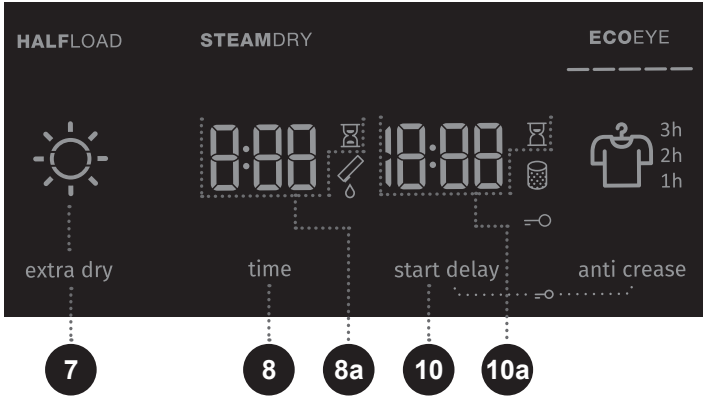 HALFLOAD STEAMDRY ECOEYE
8:88 18:88 3h
2h
1h
extra dry time start delay anti crease
7 8 8a 10 10a